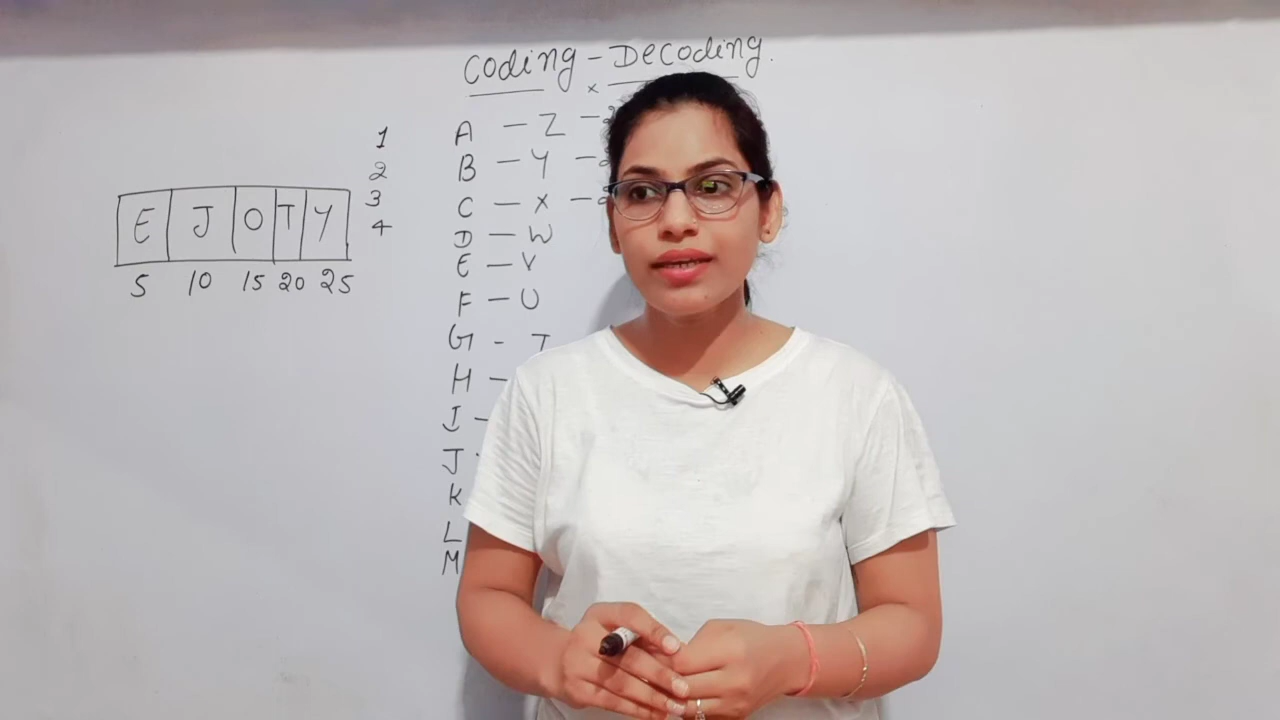 Coding - Decoding.
E J O T Y
5 10 15 20 25
1
2
3
4
A - Z -
B - Y -
C - X -
D - W
E - V
F - U
G - T
H -
I -
J
K
L
M